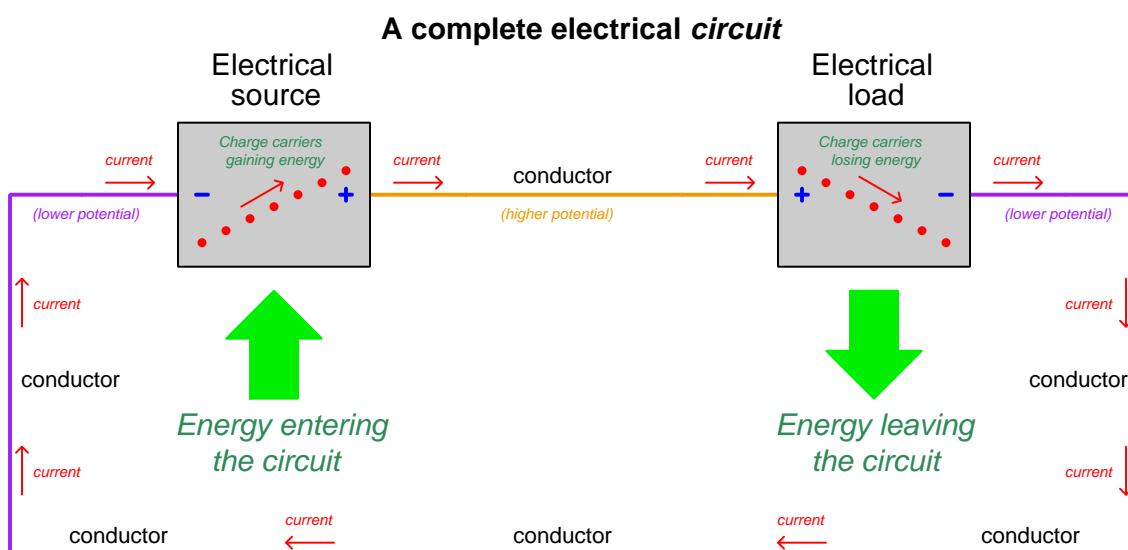 A complete electrical circuit
Electrical
source
Electrical
load
Charge carriers
gaining energy
Charge carriers
losing energy
current
current
conductor
current
current
− + + −
(lower potential)
(higher potential)
(lower potential)
current
current
conductor
conductor
Energy entering
the circuit
Energy leaving
the circuit
current
current
conductor
current
conductor
current
conductor